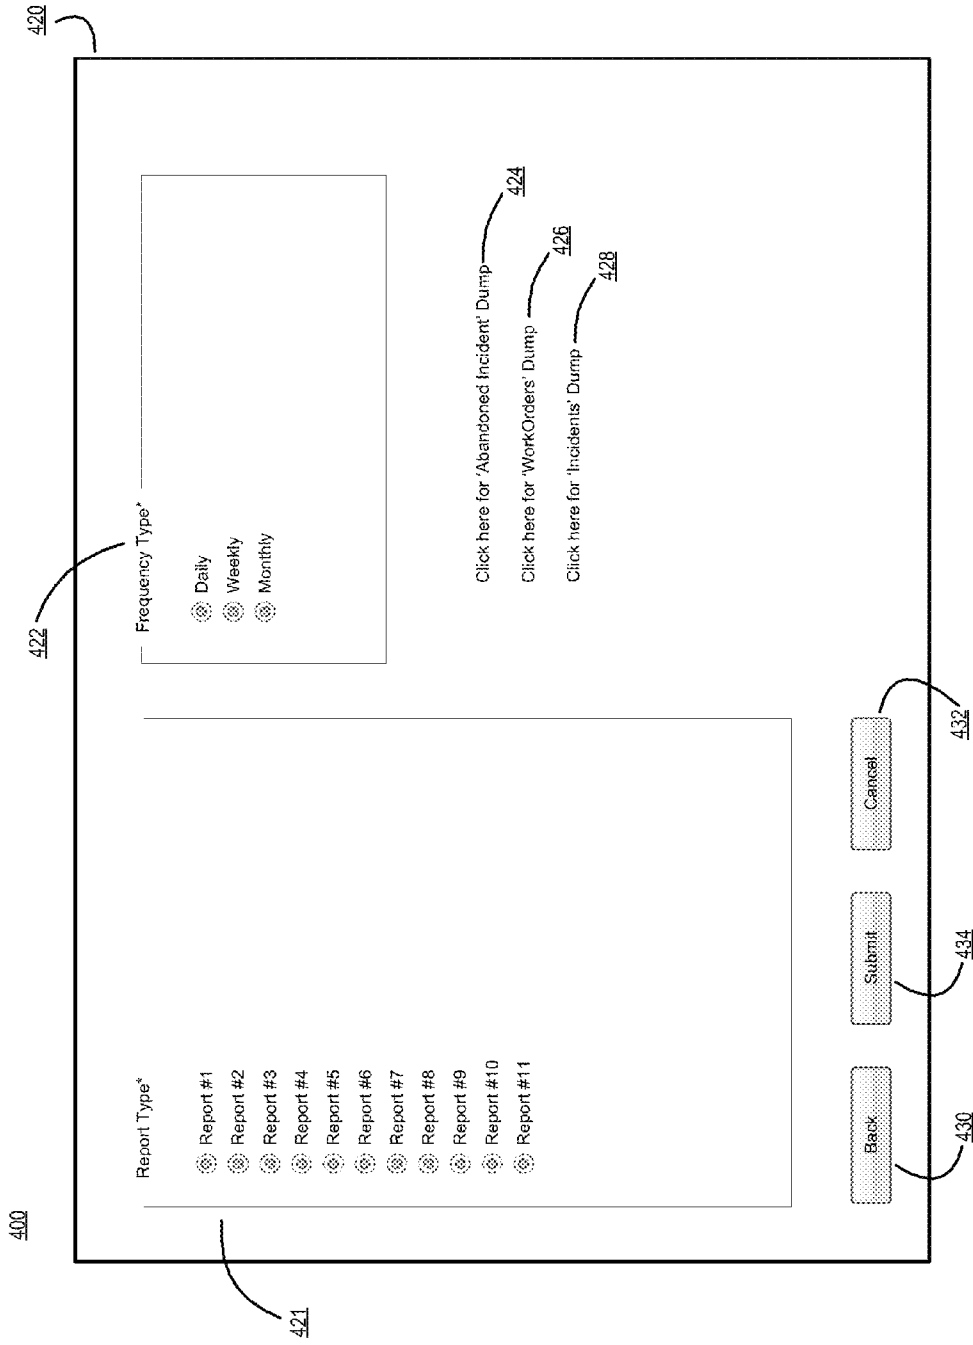 400
420
421
Report Type*
Report #1
Report #2
Report #3
Report #4
Report #5
Report #6
Report #7
Report #8
Report #9
Report #10
Report #11
422
Frequency Type*
Daily
Weekly
Monthly
Click here for 'Abandoned Incident' Dump
424
Click here for 'WorkOrders' Dump
426
Click here for 'Incidents' Dump
428
Back
Submit
Cancel
430
434
432